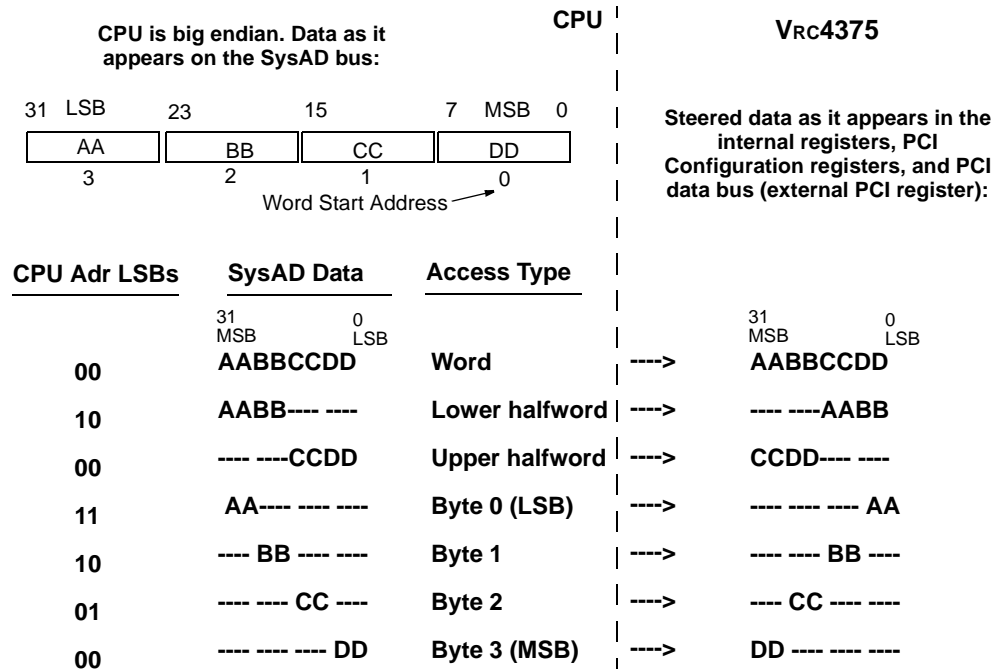 CPU
VRC4375
CPU is big endian. Data as it
appears on the SysAD bus:
31 LSB 23 15 7 MSB 0
AA BB CC DD
3 2 1 0
Word Start Address
Steered data as it appears in the
internal registers, PCI
Configuration registers, and PCI
data bus (external PCI register):
CPU Adr LSBs SysAD Data Access Type
31 0 31 0
MSB LSB MSB LSB
00 AABBCCDD Word ----> AABBCCDD
10 AABB---- ---- Lower halfword ----> ---- ----AABB
00 ---- ----CCDD Upper halfword ----> CCDD---- ----
11 AA---- ---- ---- Byte 0 (LSB) ----> ---- ---- ---- AA
10 ---- BB ---- ---- Byte 1 ----> ---- ---- BB ----
01 ---- ---- CC ---- Byte 2 ----> ---- CC ---- ----
00 ---- ---- ---- DD Byte 3 (MSB) ----> DD ---- ---- ----